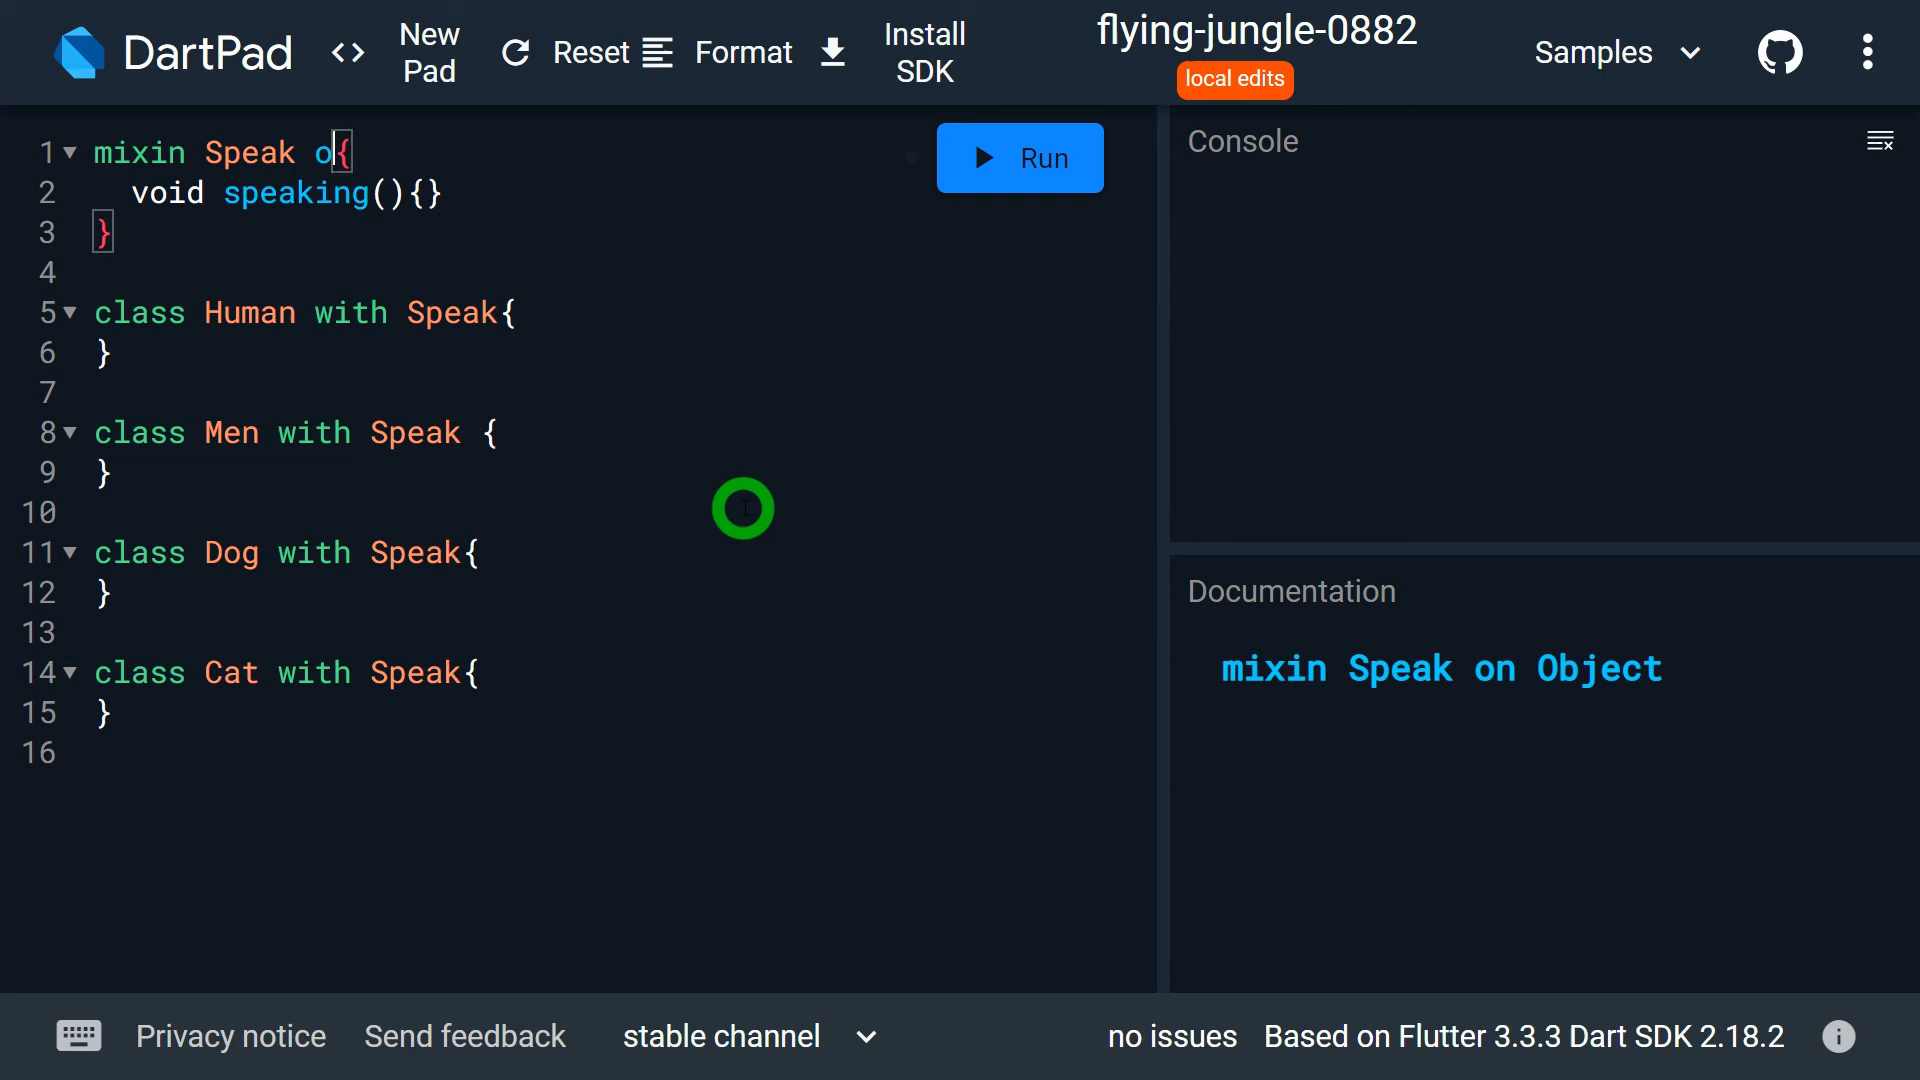 DartPad
<> New Pad
Reset
Format
Install SDK
flying-jungle-0882
local edits
Samples
1 mixin Speak o{
2 void speaking(){}
3 }
4
5 class Human with Speak{
6 }
7
8 class Men with Speak {
9 }
10
11 class Dog with Speak{
12 }
13
14 class Cat with Speak{
15 }
16
Run
Console
Documentation
mixin Speak on Object
Privacy notice
Send feedback
stable channel
no issues
Based on Flutter 3.3.3 Dart SDK 2.18.2